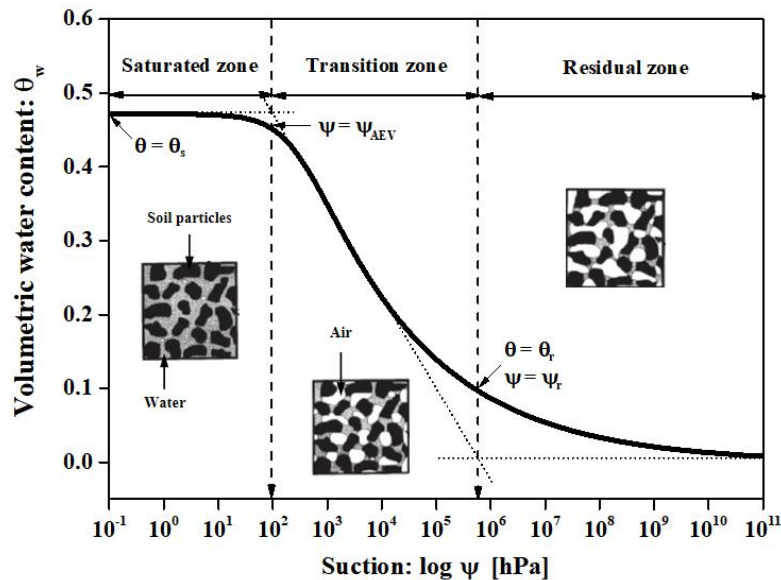 0.6
Saturated zone Transition zone Residual zone
0.5
ψ = ψAEV
θ = θs
0.4
Soil particles
0.3
0.2
Air
θ = θr
ψ = ψr
0.1
Water
0.0
Volumetric water content: θw
10-1 100 101 102 103 104 105 106 107 108 109 1010 1011
Suction: log ψ [hPa]